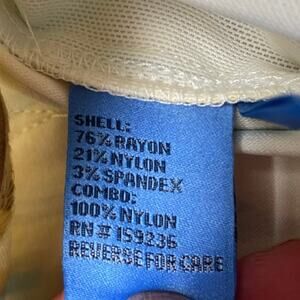 SHELL:
76% RAYON
21% NYLON
3% SPANDEX
COMBO:
100% NYLON
RN# 159236
REVERSE FOR CARE